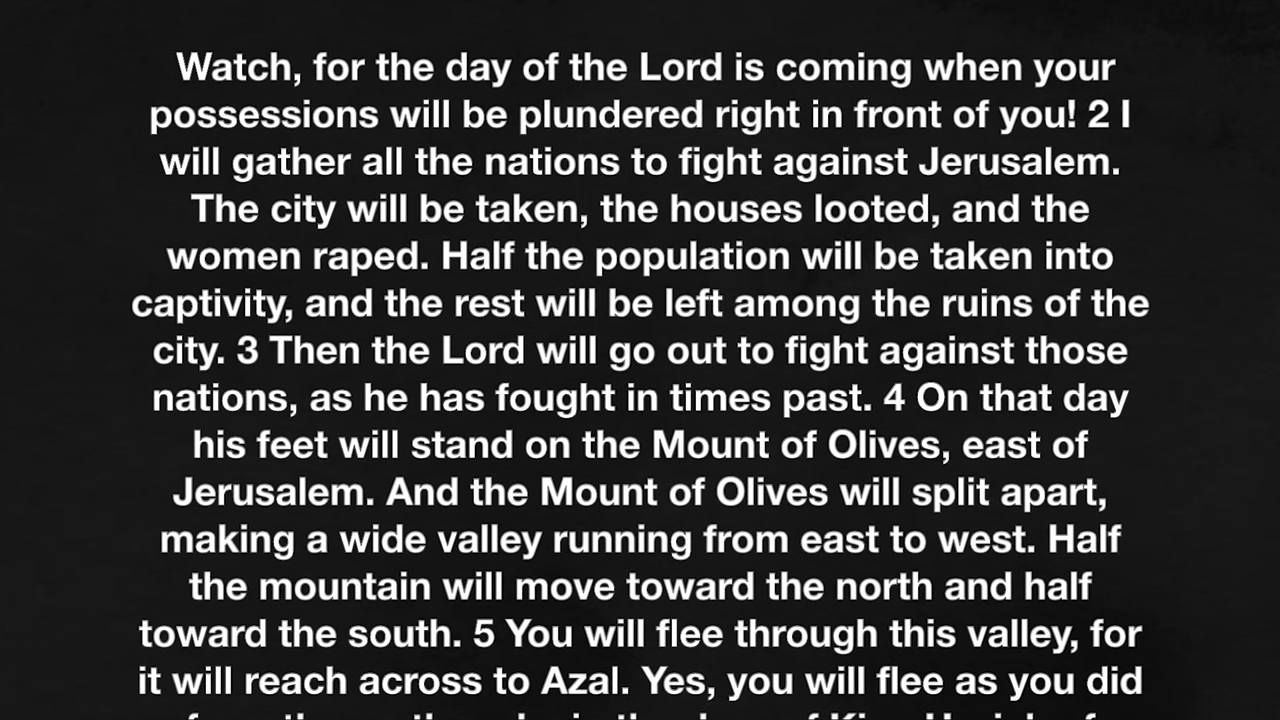 Watch, for the day of the Lord is coming when your
possessions will be plundered right in front of you! 2 I
will gather all the nations to fight against Jerusalem.
The city will be taken, the houses looted, and the
women raped. Half the population will be taken into
captivity, and the rest will be left among the ruins of the
city. 3 Then the Lord will go out to fight against those
nations, as he has fought in times past. 4 On that day
his feet will stand on the Mount of Olives, east of
Jerusalem. And the Mount of Olives will split apart,
making a wide valley running from east to west. Half
the mountain will move toward the north and half
toward the south. 5 You will flee through this valley, for
it will reach across to Azal. Yes, you will flee as you did